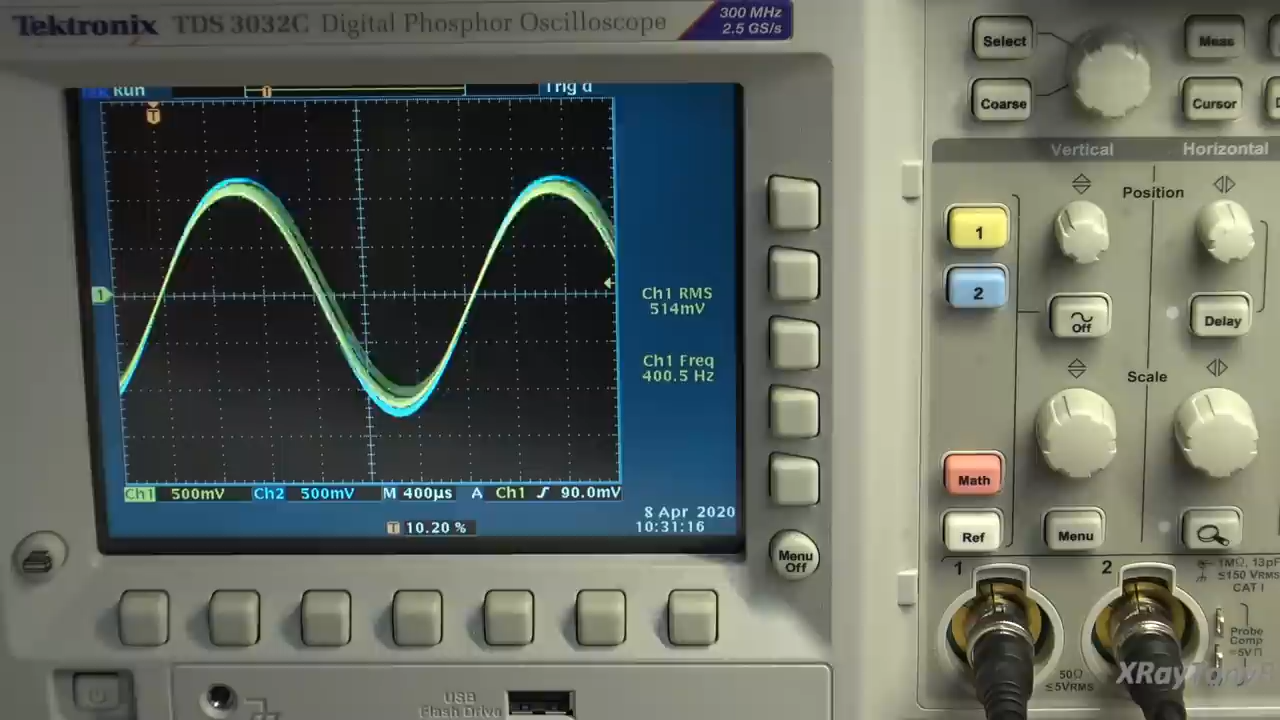 Tektronix TDS 3032C Digital Phosphor Oscilloscope
300 MHz
2.5 GS/s
Tek Run
Trig'd
T
T
1
Ch1 RMS
514mV
Ch1 Freq
400.5 Hz
Ch1 500mV Ch2 500mV M 400µs A Ch1 90.0mV
T 10.20 %
8 Apr 2020
10:31:16
Menu
Off
Select
Coarse
Meas
Cursor
Vertical
Horizontal
Position
1
2
Off
Delay
Scale
Math
Ref
Menu
1
2
1MΩ, 13pF
≤150 VRMS
CAT I
Probe
Comp
50Ω
≤5VRMS
USB
Flash Drive